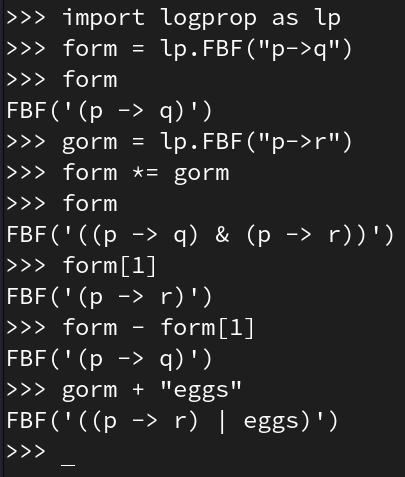 >>> import logprop as lp
>>> form = lp.FBF("p->q")
>>> form
FBF('(p -> q)')
>>> gorm = lp.FBF("p->r")
>>> form *= gorm
>>> form
FBF('((p -> q) & (p -> r))')
>>> form[1]
FBF('(p -> r)')
>>> form - form[1]
FBF('(p -> q)')
>>> gorm + "eggs"
FBF('((p -> r) | eggs)')
>>> _